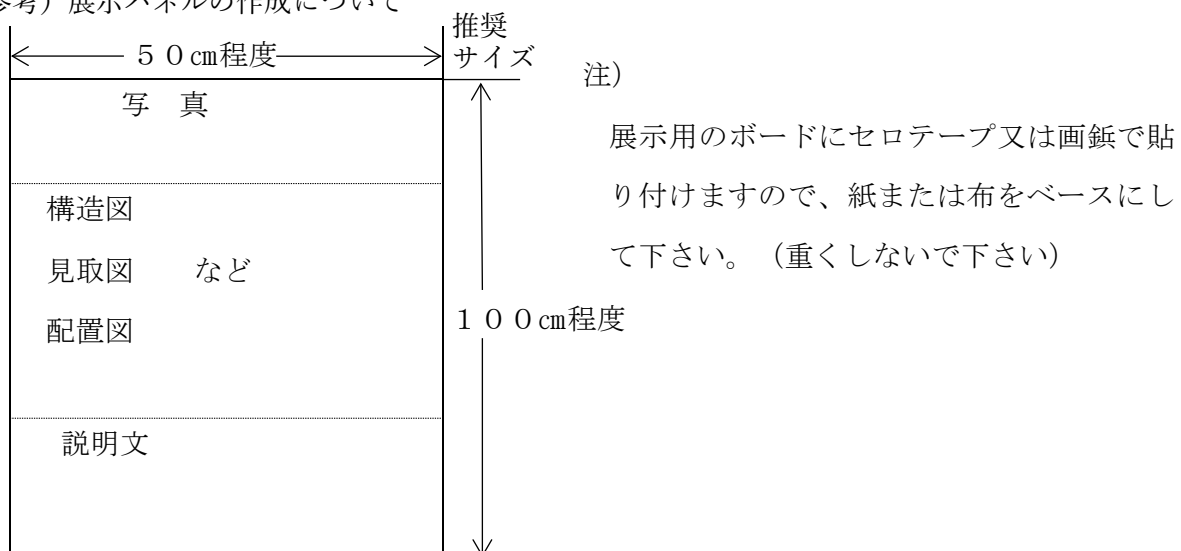 考）展示パネルの作成について
推奨
サイズ
５０㎝程度
注）
写　真
展示用のボードにセロテープ又は画鋲で貼
り付けますので、紙または布をベースにし
て下さい。（重くしないで下さい）
構造図
見取図　　など
配置図
１００㎝程度
説明文